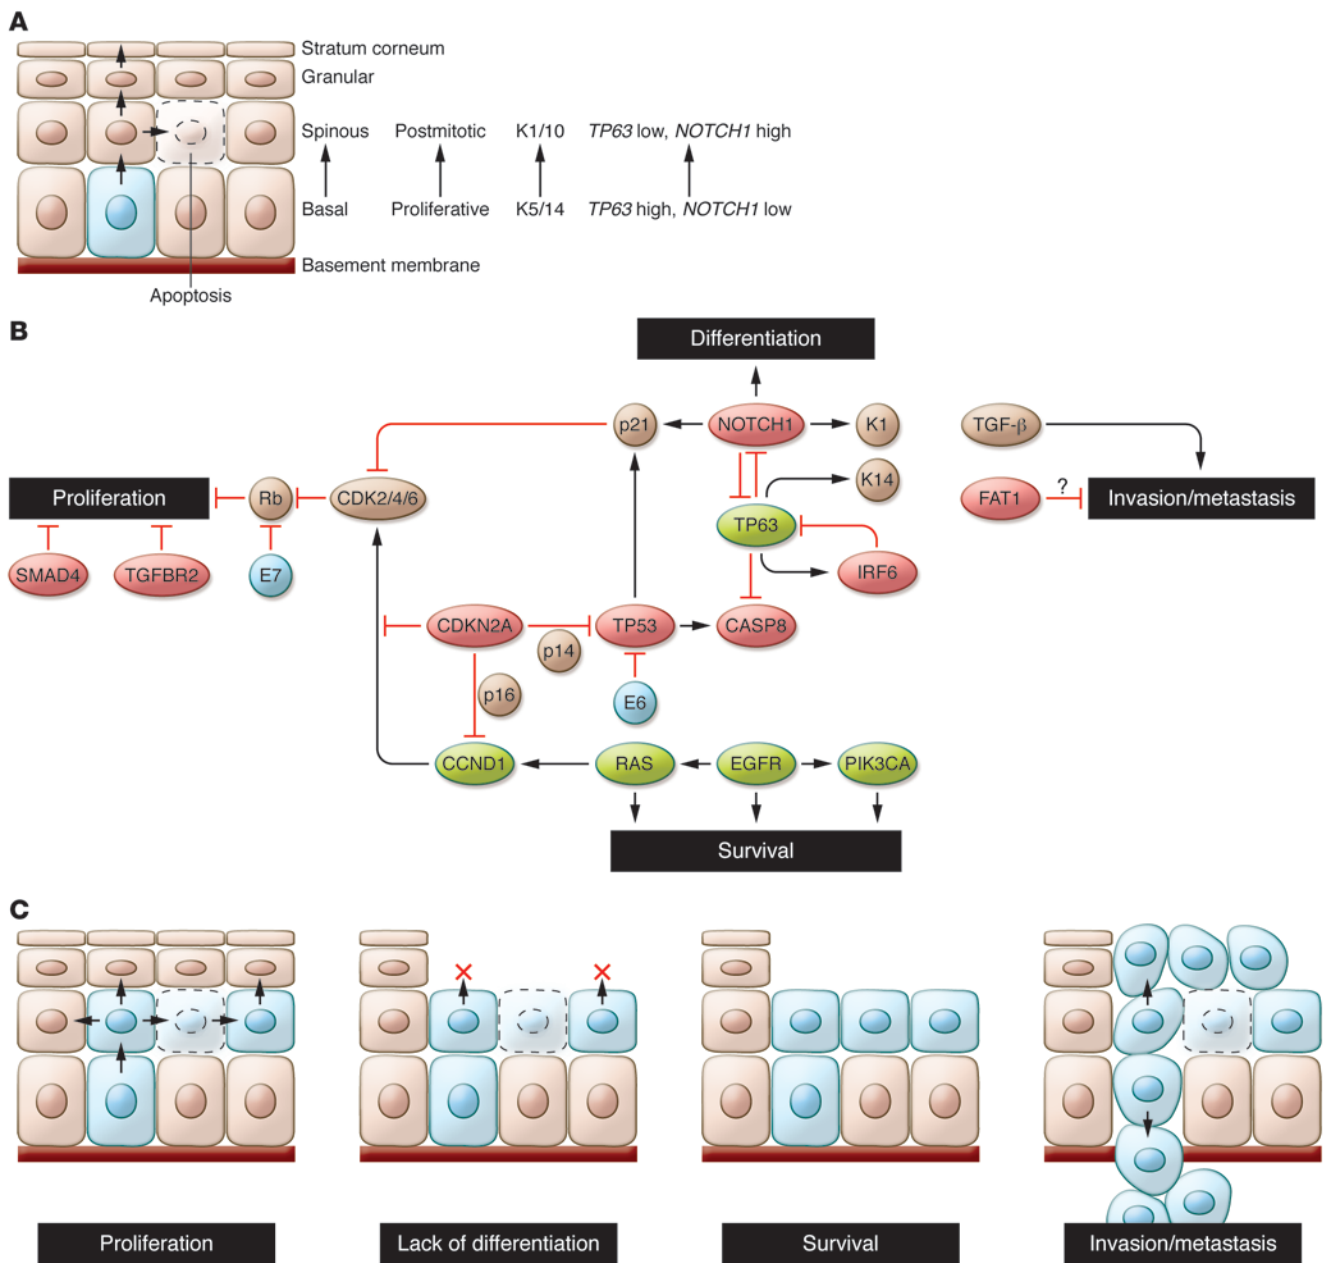 A
Stratum corneum
Granular
Spinous Postmitotic K1/10 TP63 low, NOTCH1 high
Basal Proliferative K5/14 TP63 high, NOTCH1 low
Basement membrane
Apoptosis
B
Differentiation
p21 NOTCH1 K1 TGF-β
K14
Proliferation Rb CDK2/4/6 FAT1 ? Invasion/metastasis
TP63
SMAD4 TGFBR2 E7 IRF6
CDKN2A TP53 CASP8
p14
p16 E6
CCND1 RAS EGFR PIK3CA
Survival
C
Proliferation Lack of differentiation Survival Invasion/metastasis